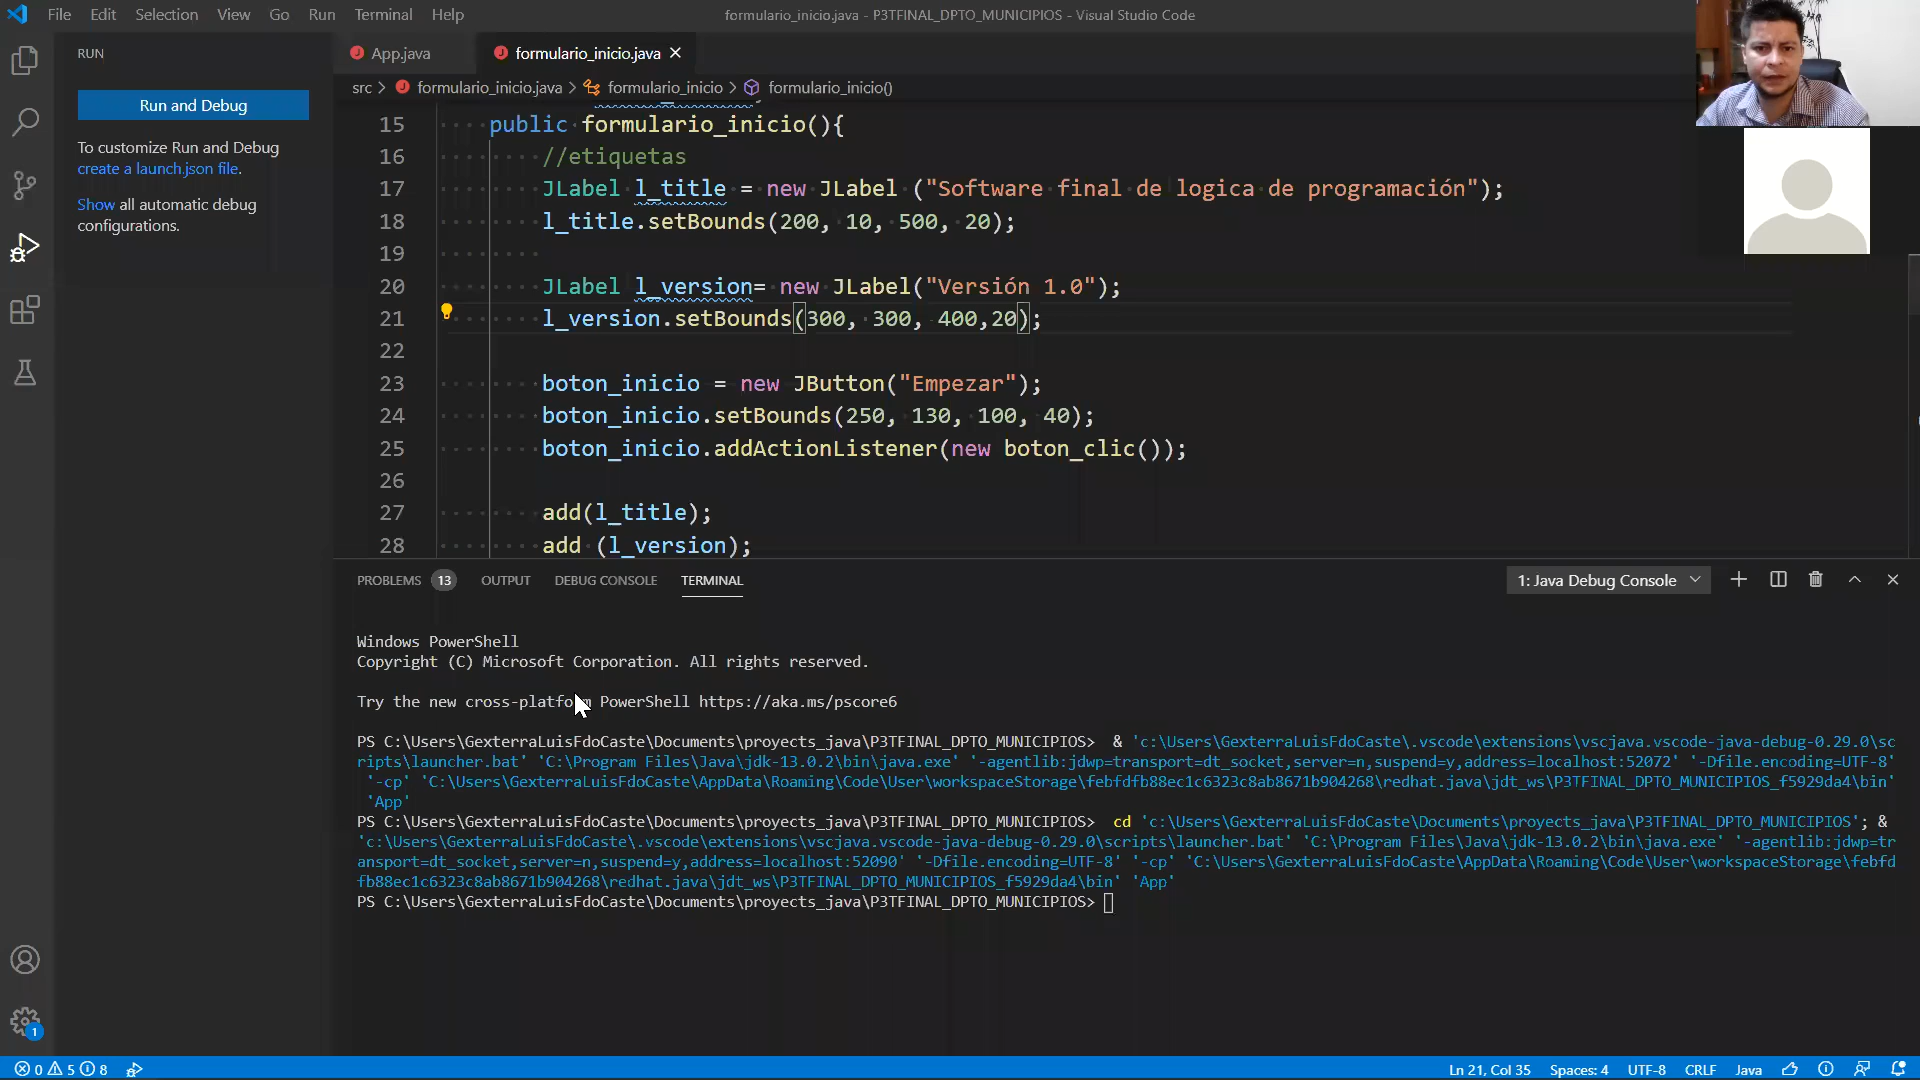 File Edit Selection View Go Run Terminal Help
formulario_inicio.java - P3TFINAL_DPTO_MUNICIPIOS - Visual Studio Code
RUN
Run and Debug
To customize Run and Debug
create a launch.json file.
Show all automatic debug
configurations.
App.java
formulario_inicio.java
src > formulario_inicio.java > formulario_inicio > formulario_inicio()
15 public formulario_inicio(){
16 //etiquetas
17 JLabel l_title = new JLabel ("Software final de logica de programación");
18 l_title.setBounds(200, 10, 500, 20);
19
20 JLabel l_version= new JLabel("Versión 1.0");
21 l_version.setBounds(300, 300, 400,20);
22
23 boton_inicio = new JButton("Empezar");
24 boton_inicio.setBounds(250, 130, 100, 40);
25 boton_inicio.addActionListener(new boton_clic());
26
27 add(l_title);
28 add (l_version);
PROBLEMS 13 OUTPUT DEBUG CONSOLE TERMINAL
1: Java Debug Console
Windows PowerShell
Copyright (C) Microsoft Corporation. All rights reserved.
Try the new cross-platform PowerShell https://aka.ms/pscore6
PS C:\Users\GexterraLuisFdoCaste\Documents\proyects_java\P3TFINAL_DPTO_MUNICIPIOS> & 'c:\Users\GexterraLuisFdoCaste\.vscode\extensions\vscjava.vscode-java-debug-0.29.0\sc
ripts\launcher.bat' 'C:\Program Files\Java\jdk-13.0.2\bin\java.exe' '-agentlib:jdwp=transport=dt_socket,server=n,suspend=y,address=localhost:52072' '-Dfile.encoding=UTF-8'
'-cp' 'C:\Users\GexterraLuisFdoCaste\AppData\Roaming\Code\User\workspaceStorage\febfdfb88ec1c6323c8ab8671b904268\redhat.java\jdt_ws\P3TFINAL_DPTO_MUNICIPIOS_f5929da4\bin'
'App'
PS C:\Users\GexterraLuisFdoCaste\Documents\proyects_java\P3TFINAL_DPTO_MUNICIPIOS> cd 'c:\Users\GexterraLuisFdoCaste\Documents\proyects_java\P3TFINAL_DPTO_MUNICIPIOS'; &
'c:\Users\GexterraLuisFdoCaste\.vscode\extensions\vscjava.vscode-java-debug-0.29.0\scripts\launcher.bat' 'C:\Program Files\Java\jdk-13.0.2\bin\java.exe' '-agentlib:jdwp=tr
ansport=dt_socket,server=n,suspend=y,address=localhost:52090' '-Dfile.encoding=UTF-8' '-cp' 'C:\Users\GexterraLuisFdoCaste\AppData\Roaming\Code\User\workspaceStorage\febfd
fb88ec1c6323c8ab8671b904268\redhat.java\jdt_ws\P3TFINAL_DPTO_MUNICIPIOS_f5929da4\bin' 'App'
PS C:\Users\GexterraLuisFdoCaste\Documents\proyects_java\P3TFINAL_DPTO_MUNICIPIOS>
1
0 5 8
Ln 21, Col 35 Spaces: 4 UTF-8 CRLF Java